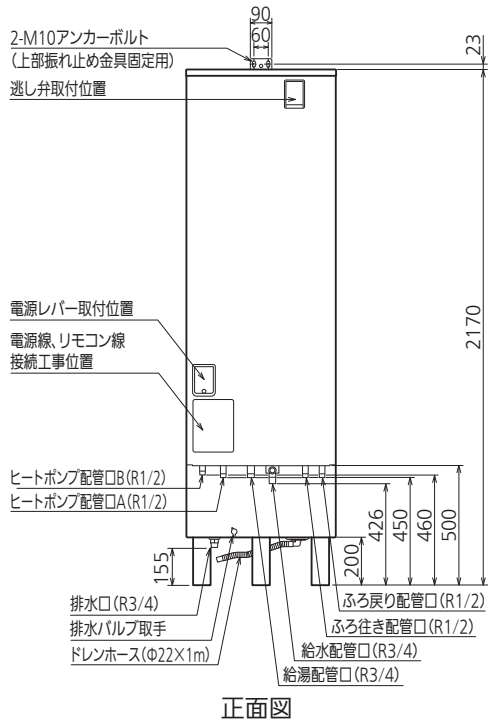 90
60
23
2-M10アンカーボルト
(上部振れ止め金具固定用)
逃し弁取付位置
2170
電源レバー取付位置
電源線、リモコン線
接続工事位置
ヒートポンプ配管口B(R1/2)
ヒートポンプ配管口A(R1/2)
426
450
460
500
200
155
排水口(R3/4)
排水バルブ取手
ドレンホース(Φ22×1m)
ふろ戻り配管口(R1/2)
ふろ往き配管口(R1/2)
給水配管口(R3/4)
給湯配管口(R3/4)
正面図